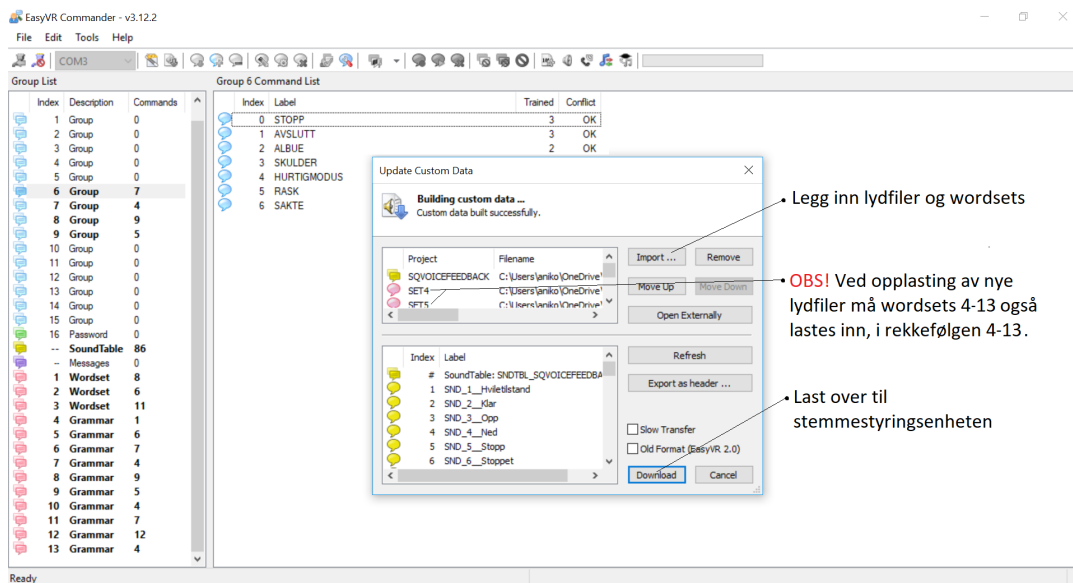 EasyVR Commander - v3.12.2
File Edit Tools Help
COM3
Group List
Index Description Commands
1 Group 0
2 Group 0
3 Group 0
4 Group 0
5 Group 0
6 Group 7
7 Group 4
8 Group 9
9 Group 5
10 Group 0
11 Group 0
12 Group 0
13 Group 0
14 Group 0
15 Group 0
16 Password 0
-- SoundTable 86
-- Messages 0
1 Wordset 8
2 Wordset 6
3 Wordset 11
4 Grammar 1
5 Grammar 6
6 Grammar 7
7 Grammar 4
8 Grammar 9
9 Grammar 5
10 Grammar 4
11 Grammar 7
12 Grammar 12
13 Grammar 4
Group 6 Command List
Index Label Trained Conflict
0 STOPP 3 OK
1 AVSLUTT 3 OK
2 ALBUE 2 OK
3 SKULDER
4 HURTIGMODUS
5 RASK
6 SAKTE
Update Custom Data
Building custom data ...
Custom data built successfully.
Project Filename
SQVOICEFEEDBACK C:\Users\aniko\OneDrive'
SET4 C:\Users\aniko\OneDrive'
SET5 C:\Users\aniko\OneDrive'
Import ... Remove
Move Up Move Down
Open Externally
Index Label
# SoundTable: SNDTBL_SQVOICEFEEDBA
1 SND_1__Hviletilstand
2 SND_2__Klar
3 SND_3__Opp
4 SND_4__Ned
5 SND_5__Stopp
6 SND_6__Stoppet
Refresh
Export as header ...
Slow Transfer
Old Format (EasyVR 2.0)
Download Cancel
Legg inn lydfiler og wordsets
OBS! Ved opplasting av nye
lydfiler må wordsets 4-13 også
lastes inn, i rekkefølgen 4-13.
Last over til
stemmestyringsenheten
Ready